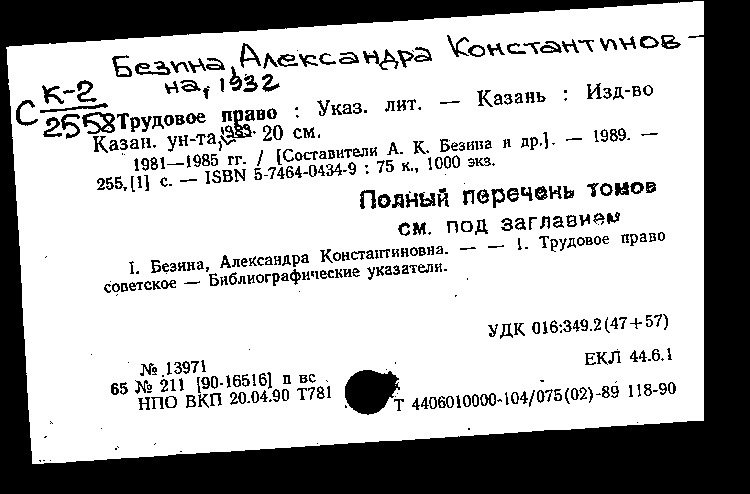 Безина, Александра Константинов-
на, 1932
С К-2
2558
Трудовое право : Указ. лит. — Казань : Изд-во
Казан. ун-та, 1983- 20 см.
1981—1985 гг. / [Составители А. К. Безина и др.]. — 1989. —
255, [1] с. — ISBN 5-7464-0434-9 : 75 к., 1000 экз.
Полный перечень томов
см. под заглавием
I. Безина, Александра Константиновна. — — 1. Трудовое право
советское — Библиографические указатели.
УДК 016:349.2(47+57)
№ 13971
ЕКЛ 44.6.1
65 № 211 [90-16516] п вс
НПО ВКП 20.04.90 Т781
Т 4406010000-104/075(02)-89 118-90